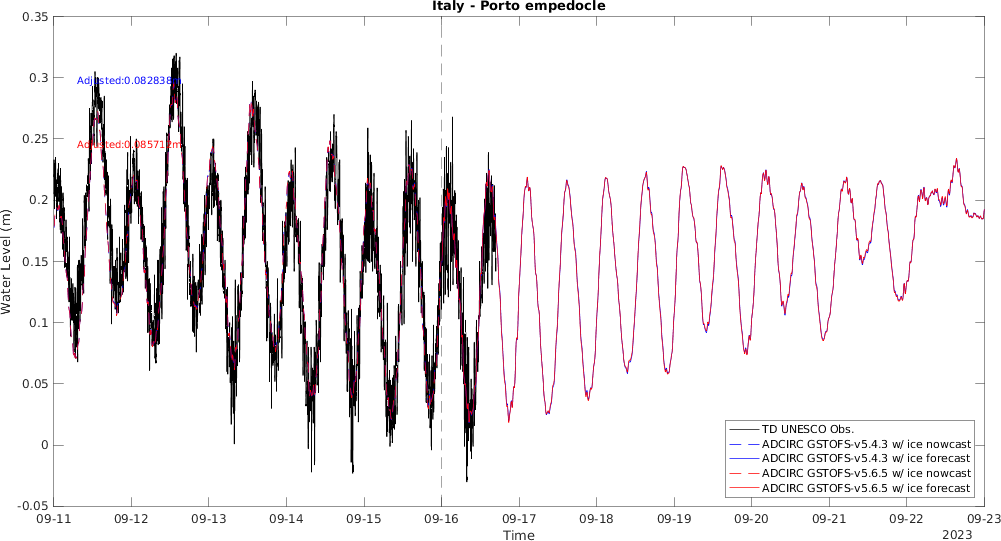 Italy - Porto empedocle
0.35
0.3
0.25
0.2
0.15
0.1
0.05
0
-0.05
Water Level (m)
Adjusted:0.082838m
Adjusted:0.085712m
TD UNESCO Obs.
ADCIRC GSTOFS-v5.4.3 w/ ice nowcast
ADCIRC GSTOFS-v5.4.3 w/ ice forecast
ADCIRC GSTOFS-v5.6.5 w/ ice nowcast
ADCIRC GSTOFS-v5.6.5 w/ ice forecast
09-11 09-12 09-13 09-14 09-15 09-16 09-17 09-18 09-19 09-20 09-21 09-22 09-23
Time
2023